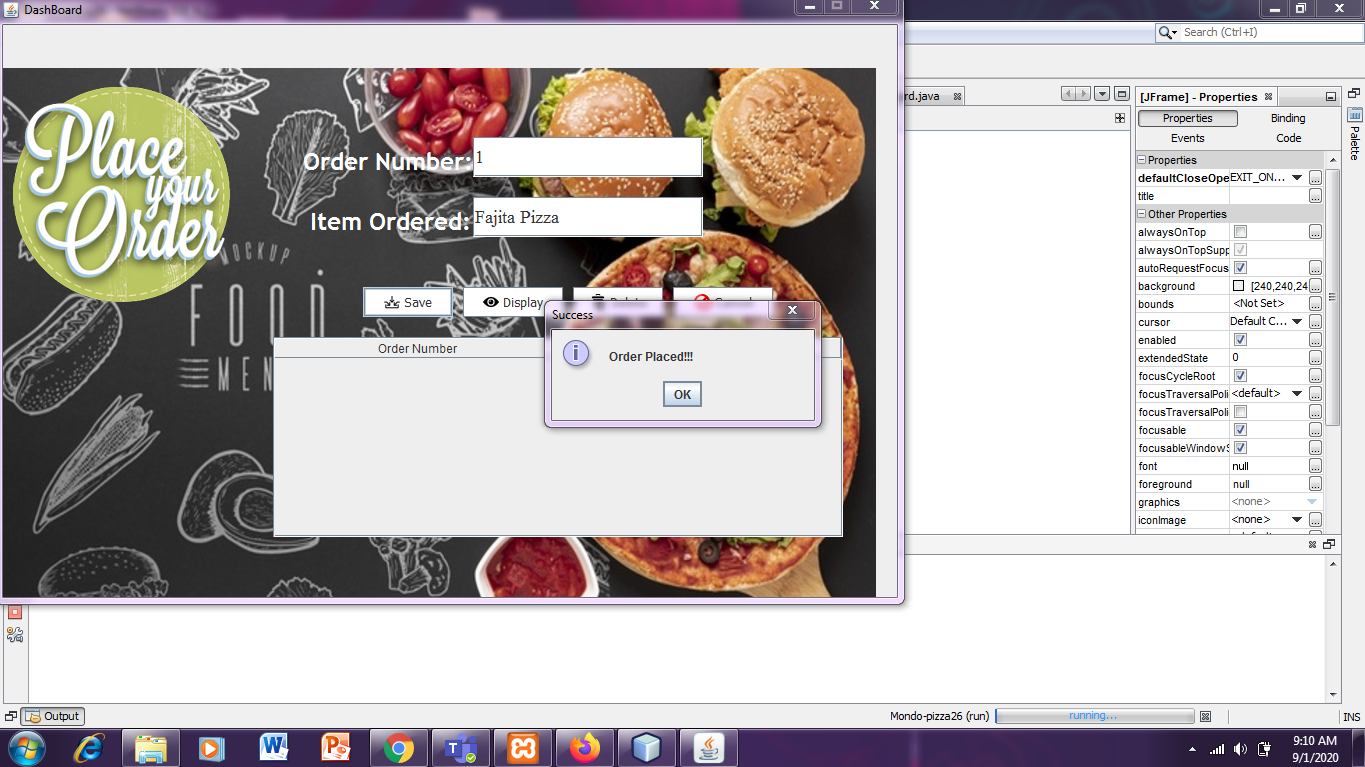 DashBoard
Search (Ctrl+I)
rd.java
[JFrame] - Properties
Properties
Binding
Events
Code
Palette
Place
your
Order
Order Number:
1
Item Ordered:
Fajita Pizza
MOCKUP
FOOD
MEN
Save
Display
Order Number
Success
Order Placed!!!
OK
Properties
defaultCloseOpe EXIT_ON...
title
Other Properties
alwaysOnTop
alwaysOnTopSupp
autoRequestFocus
background [240,240,24
bounds <Not Set>
cursor Default C...
enabled
extendedState 0
focusCycleRoot
focusTraversalPoli <default>
focusTraversalPoli
focusable
focusableWindowS
font null
foreground null
graphics <none>
iconImage <none>
Output
Mondo-pizza26 (run)
running...
INS
9:10 AM
9/1/2020